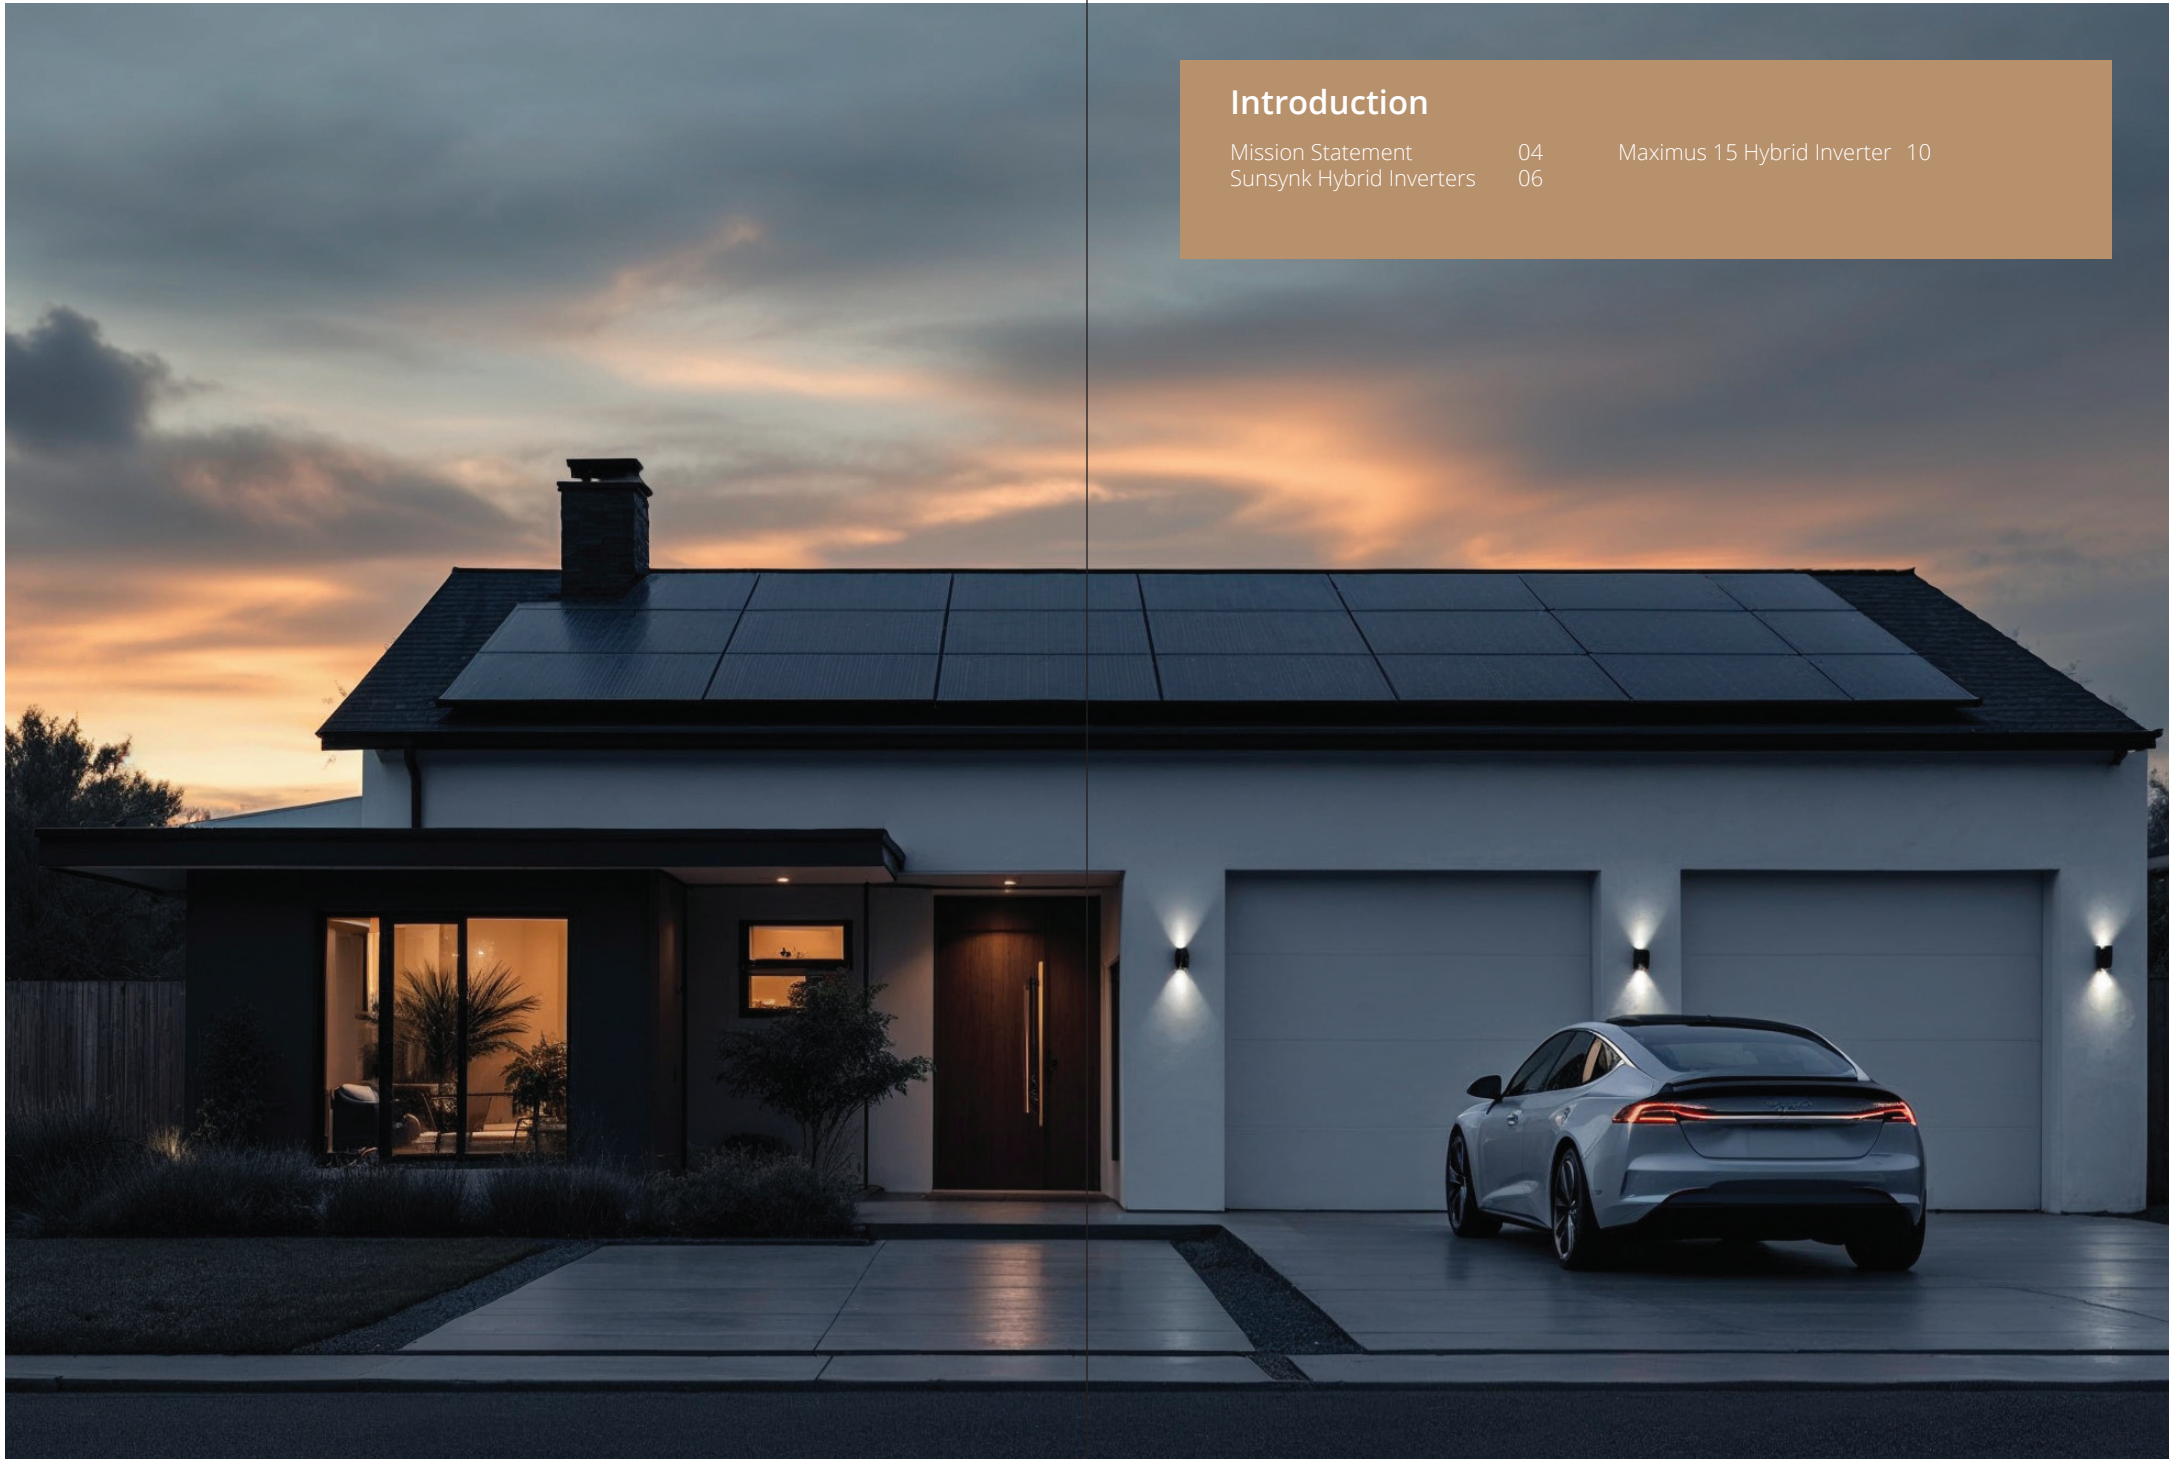 Introduction
Mission Statement 04
Sunsynk Hybrid Inverters 06
Maximus 15 Hybrid Inverter 10